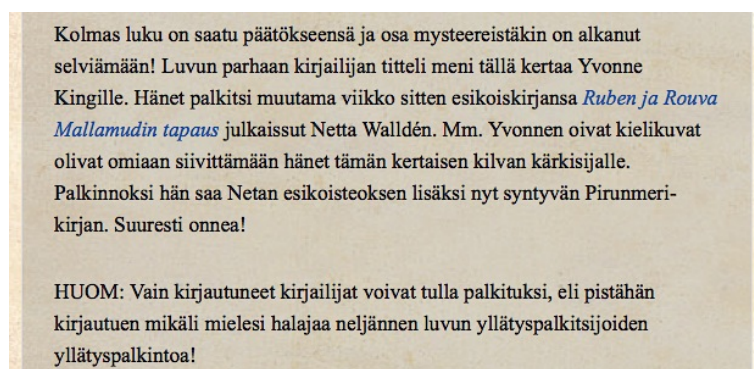 Kolmas luku on saatu päätökseensä ja osa mysteereistäkin on alkanut
selviämään! Luvun parhaan kirjailijan titteli meni tällä kertaa Yvonne
Kingille. Hänet palkitsi muutama viikko sitten esikoiskirjansa Ruben ja Rouva
Mallamudin tapaus julkaissut Netta Walldén. Mm. Yvonnen oivat kielikuvat
olivat omiaan siivittämään hänet tämän kertaisen kilvan kärkisijalle.
Palkinnoksi hän saa Netan esikoisteoksen lisäksi nyt syntyvän Pirunmeri-
kirjan. Suuresti onnea!
HUOM: Vain kirjautuneet kirjailijat voivat tulla palkituksi, eli pistähän
kirjautuen mikäli mielesi halajaa neljännen luvun yllätyspalkitsijoiden
yllätyspalkintoa!